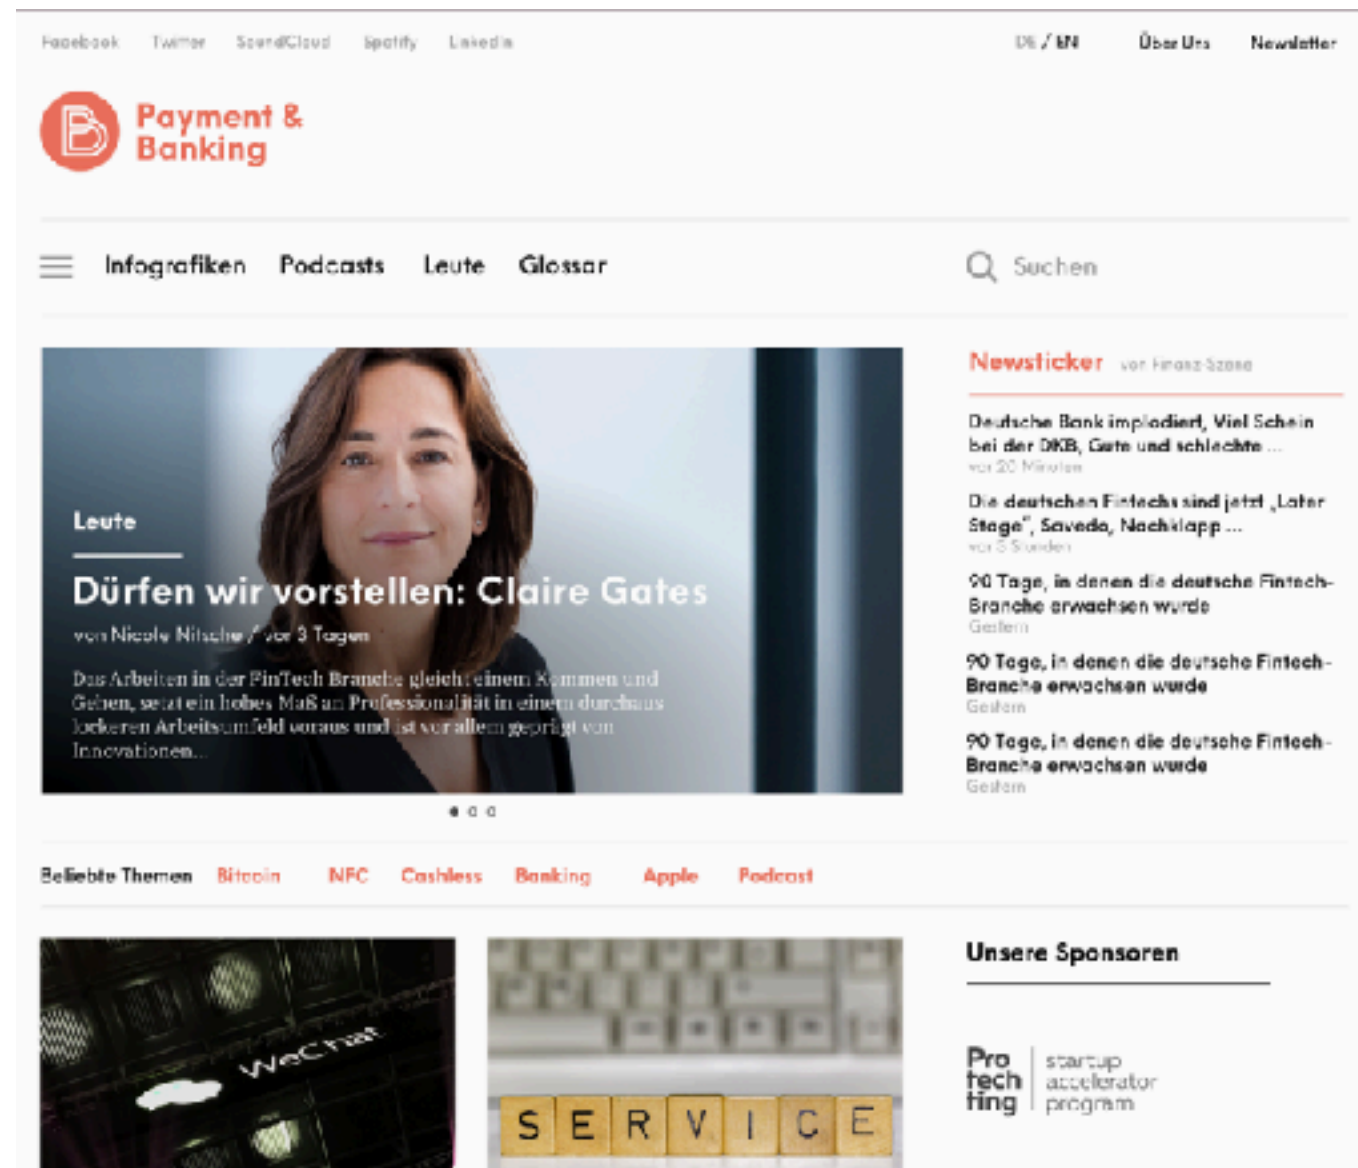 Facebook Twitter SoundCloud Spotify LinkedIn DE / EN Über Uns Newsletter
Payment &
Banking
Infografiken Podcasts Leute Glossar Suchen
Leute
Dürfen wir vorstellen: Claire Gates
von Nicole Nitsche / vor 3 Tagen
Das Arbeiten in der FinTech Branche gleicht einem Kommen und
Gehen, setzt ein hohes Maß an Professionalität in einem durchaus
lockeren Arbeitsumfeld voraus und ist vor allem geprägt von
Innovationen...
Newsticker von Finanz-Szene
Deutsche Bank implodiert, Viel Schein
bei der DKB, Gute und schlechte ...
vor 20 Minuten
Die deutschen Fintechs sind jetzt „Later
Stage“, Savedo, Nachklapp ...
vor 5 Stunden
90 Tage, in denen die deutsche Fintech-
Branche erwachsen wurde
Gestern
90 Tage, in denen die deutsche Fintech-
Branche erwachsen wurde
Gestern
90 Tage, in denen die deutsche Fintech-
Branche erwachsen wurde
Gestern
Beliebte Themen Bitcoin NFC Cashless Banking Apple Podcast
WeChat
SERVICE
Unsere Sponsoren
Pro
tech
ting
startup
accelerator
program